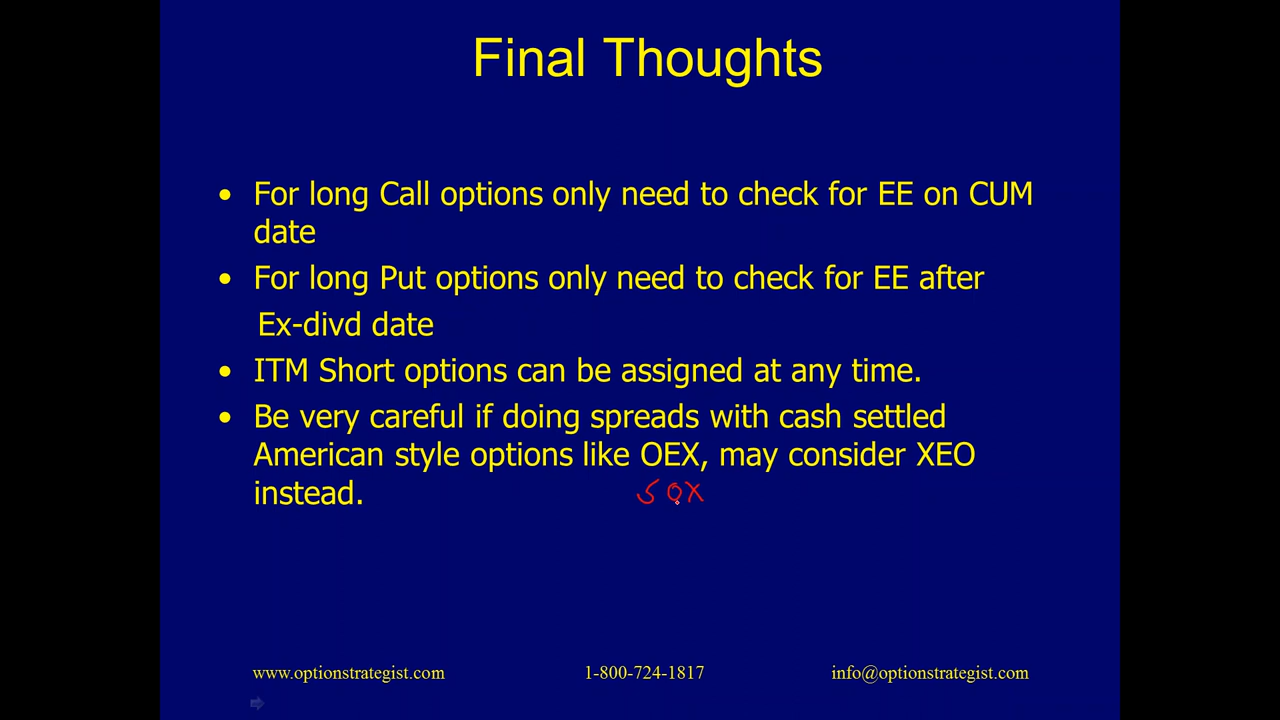 Final Thoughts
• For long Call options only need to check for EE on CUM
date
• For long Put options only need to check for EE after
Ex-divd date
• ITM Short options can be assigned at any time.
• Be very careful if doing spreads with cash settled
American style options like OEX, may consider XEO
instead.
SOX
www.optionstrategist.com
1-800-724-1817
info@optionstrategist.com